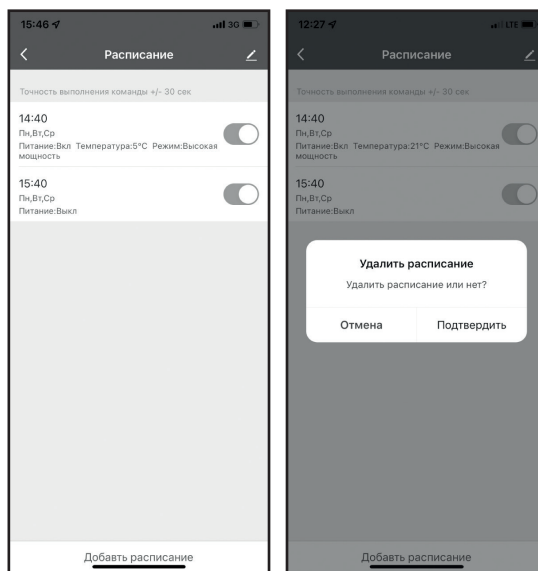 15:46
3G
Расписание
Точность выполнения команды +/- 30 сек
14:40
Пн,Вт,Ср
Питание:Вкл Температура:5°C Режим:Высокая
мощность
15:40
Пн,Вт,Ср
Питание:Выкл
Добавть расписание
12:27
LTE
Расписание
Точность выполнения команды +/- 30 сек
14:40
Пн,Вт,Ср
Питание:Вкл Температура:21°C Режим:Высокая
мощность
15:40
Пн,Вт,Ср
Питание:Выкл
Удалить расписание
Удалить расписание или нет?
Отмена
Подтвердить
Добавть расписание